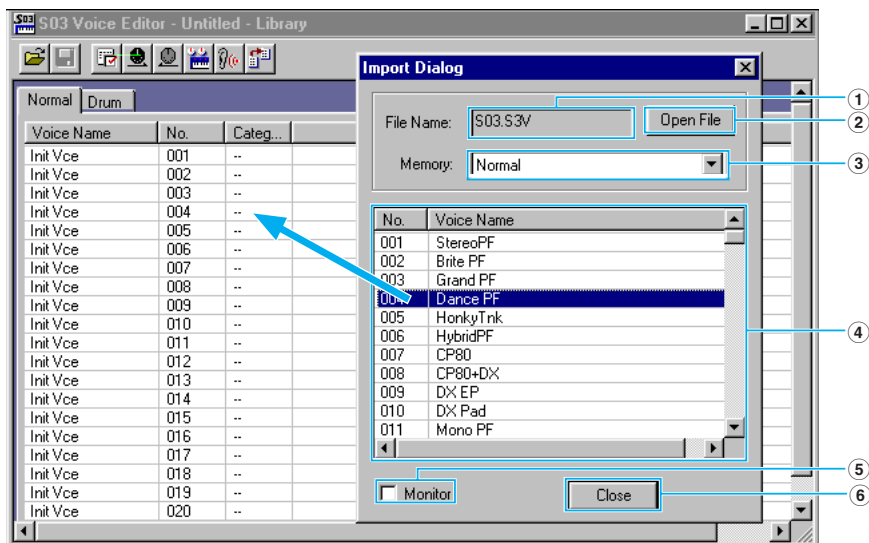 S03 Voice Editor - Untitled - Library
Normal
Drum
Voice Name No. Categ...
Init Vce 001 --
Init Vce 002 --
Init Vce 003 --
Init Vce 004 --
Init Vce 005 --
Init Vce 006 --
Init Vce 007 --
Init Vce 008 --
Init Vce 009 --
Init Vce 010 --
Init Vce 011 --
Init Vce 012 --
Init Vce 013 --
Init Vce 014 --
Init Vce 015 --
Init Vce 016 --
Init Vce 017 --
Init Vce 018 --
Init Vce 019 --
Init Vce 020 --
Import Dialog
File Name: S03.S3V Open File
Memory: Normal
No. Voice Name
001 StereoPF
002 Brite PF
003 Grand PF
004 Dance PF
005 HonkyTnk
006 HybridPF
007 CP80
008 CP80+DX
009 DX EP
010 DX Pad
011 Mono PF
Monitor
Close
1
2
3
4
5
6